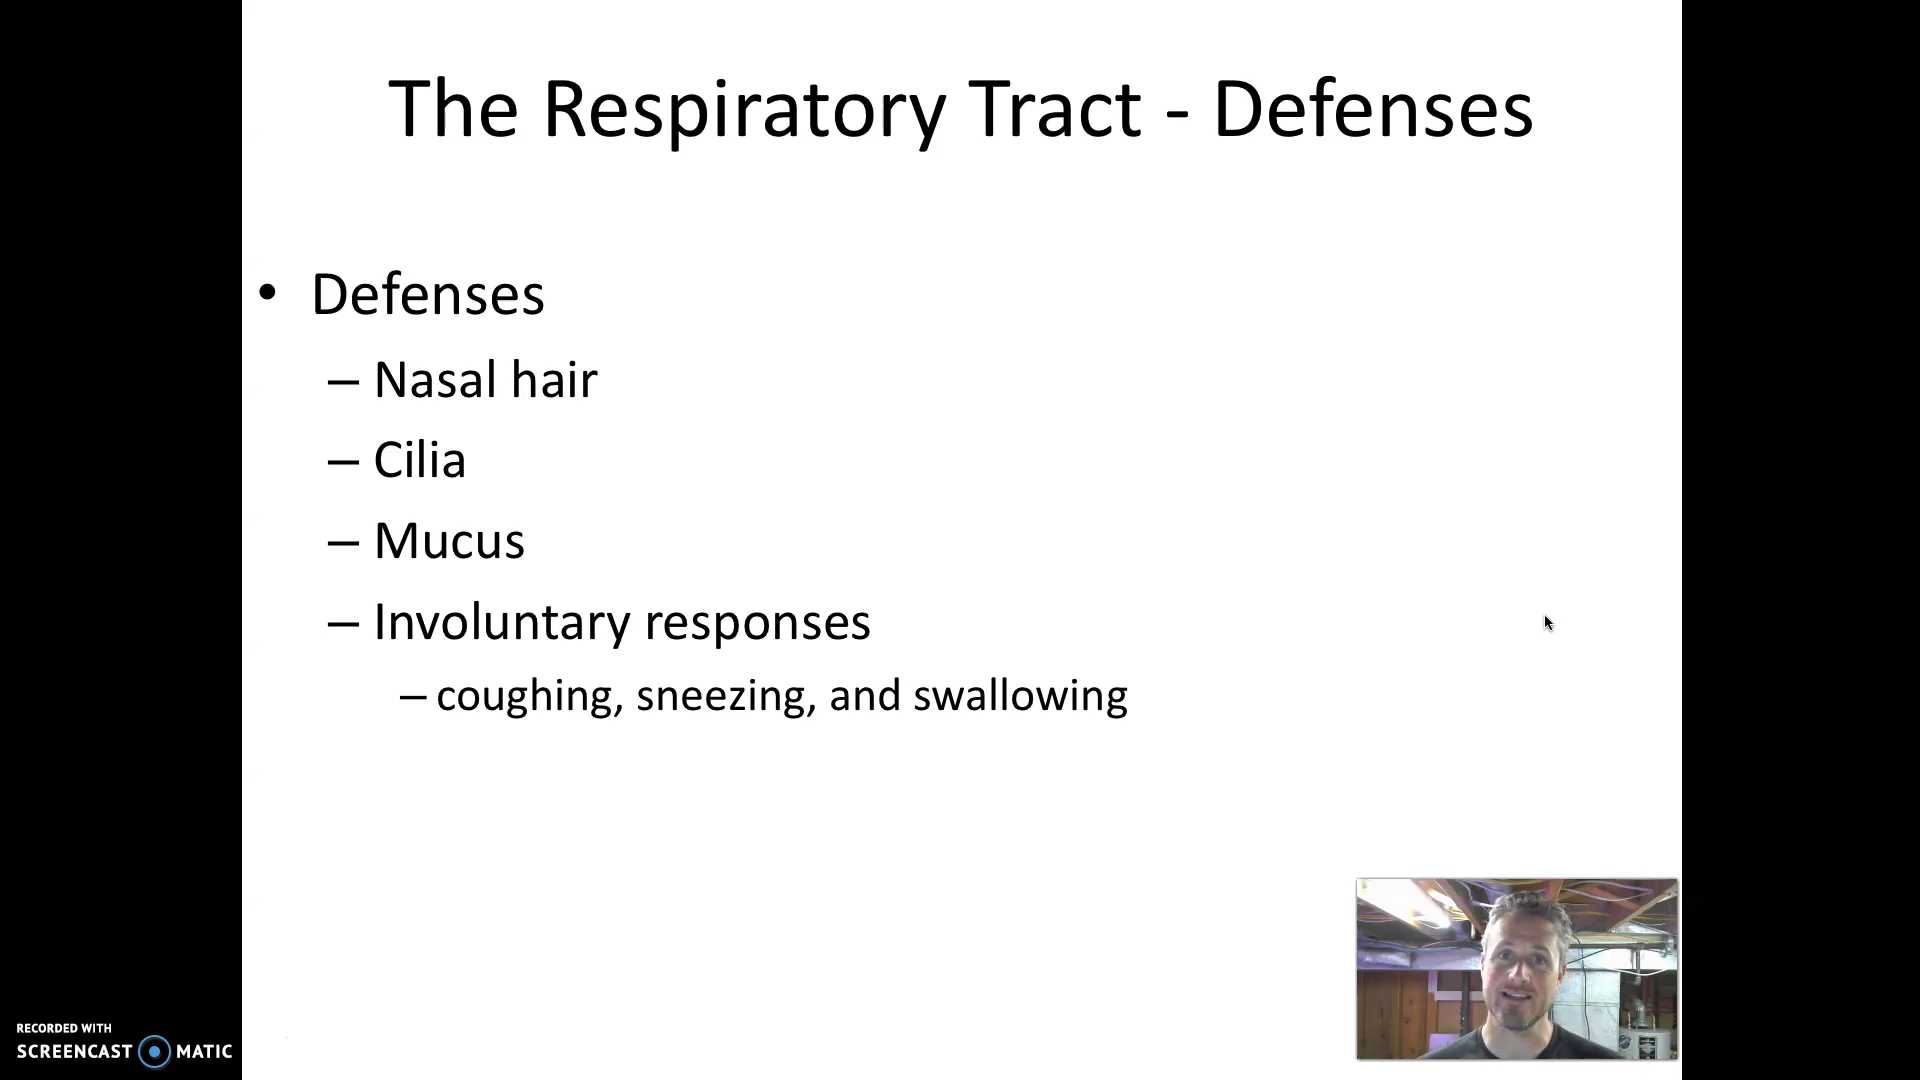 The Respiratory Tract - Defenses
• Defenses
– Nasal hair
– Cilia
– Mucus
– Involuntary responses
– coughing, sneezing, and swallowing
RECORDED WITH
SCREENCAST MATIC